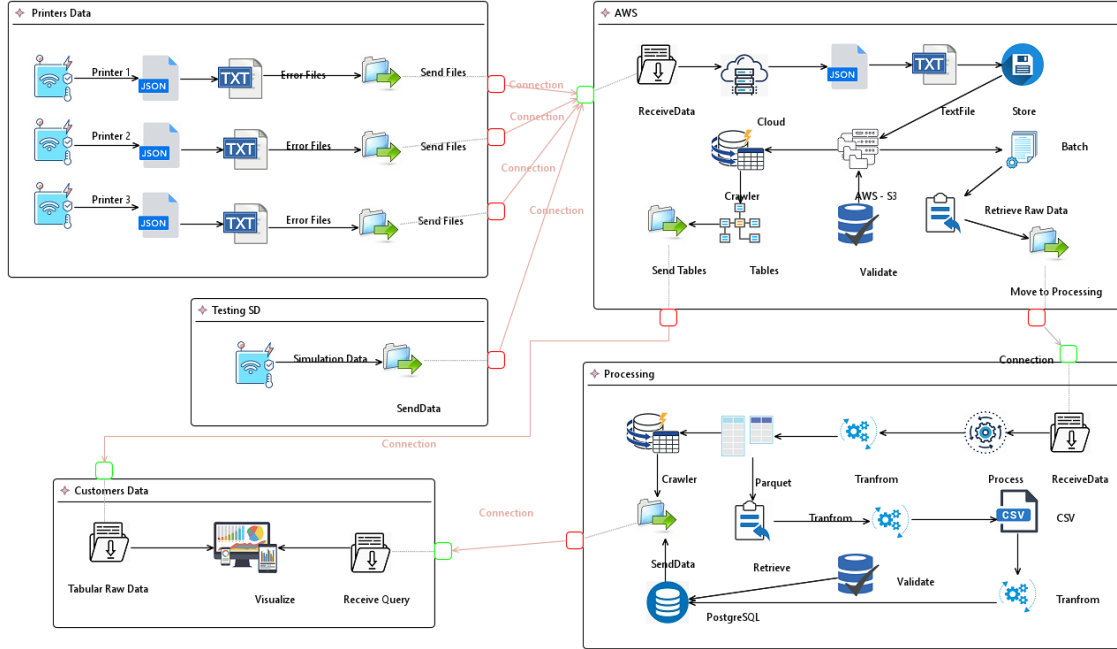 Printers Data
Printer 1
JSON
TXT
Error Files
Send Files
Connection
Printer 2
JSON
TXT
Error Files
Send Files
Connection
Printer 3
JSON
TXT
Error Files
Send Files
Connection
Testing SD
Simulation Data
SendData
Connection
AWS
ReceiveData
Cloud
JSON
TXT
TextFile
Store
Crawler
AWS - S3
Batch
Retrieve Raw Data
Send Tables
Tables
Validate
Move to Processing
Connection
Connection
Processing
Crawler
Parquet
Tranfrom
Process
ReceiveData
SendData
Retrieve
Tranfrom
CSV
CSV
Validate
Tranfrom
PostgreSQL
Connection
Customers Data
Tabular Raw Data
Visualize
Receive Query